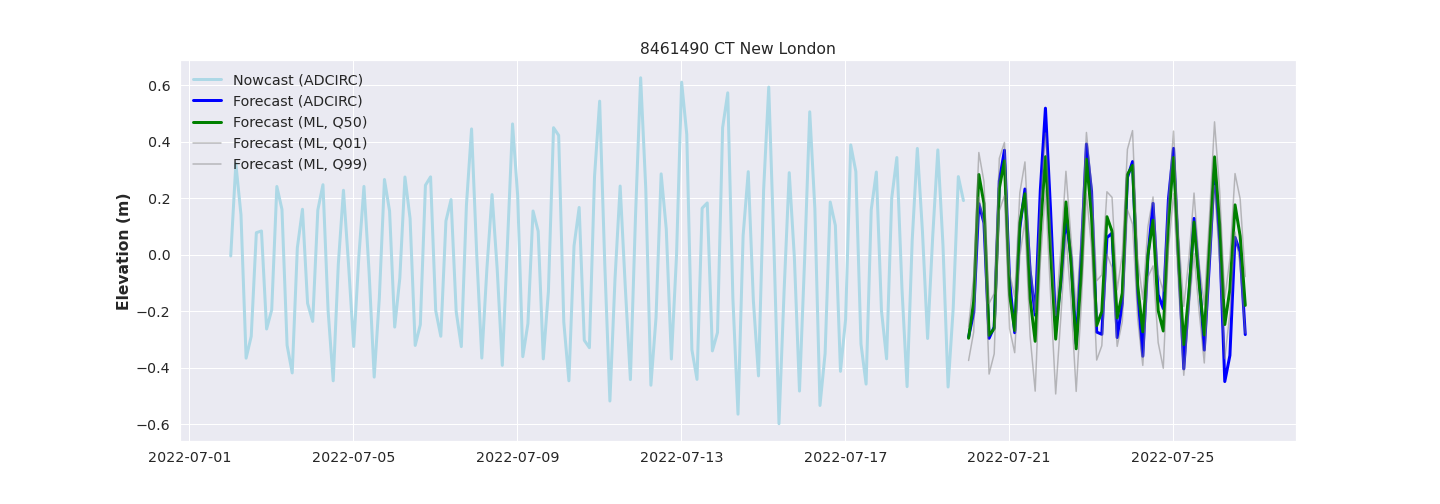 8461490 CT New London
Nowcast (ADCIRC)
Forecast (ADCIRC)
Forecast (ML, Q50)
Forecast (ML, Q01)
Forecast (ML, Q99)
Elevation (m)
0.6
0.4
0.2
0.0
−0.2
−0.4
−0.6
2022-07-01 2022-07-05 2022-07-09 2022-07-13 2022-07-17 2022-07-21 2022-07-25